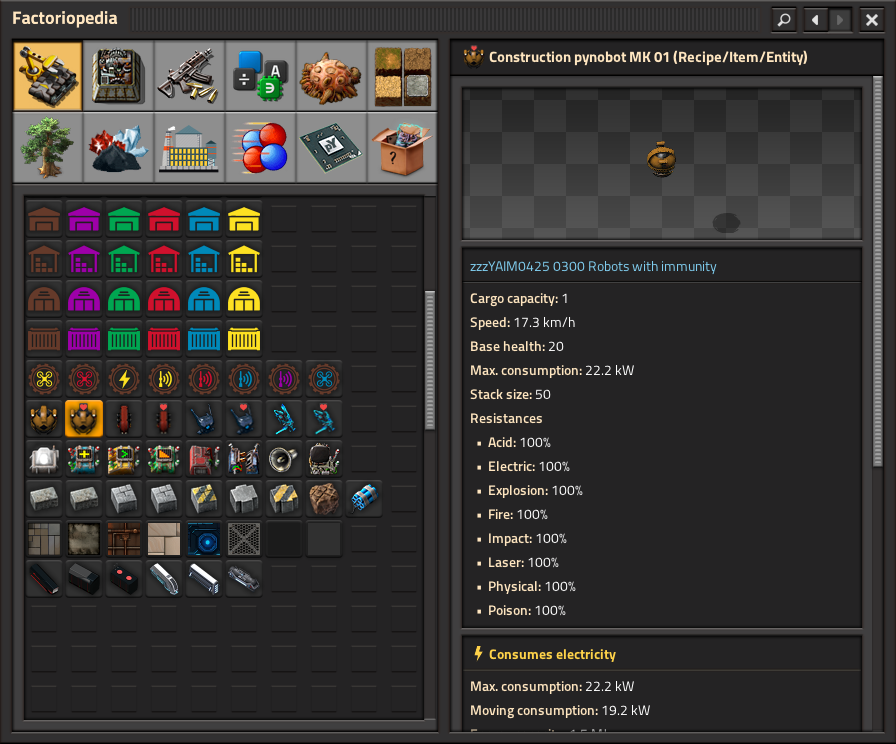 Factoriopedia
Construction pynobot MK 01 (Recipe/Item/Entity)
zzzYAIM0425 0300 Robots with immunity
Cargo capacity: 1
Speed: 17.3 km/h
Base health: 20
Max. consumption: 22.2 kW
Stack size: 50
Resistances
▪ Acid: 100%
▪ Electric: 100%
▪ Explosion: 100%
▪ Fire: 100%
▪ Impact: 100%
▪ Laser: 100%
▪ Physical: 100%
▪ Poison: 100%
Consumes electricity
Max. consumption: 22.2 kW
Moving consumption: 19.2 kW